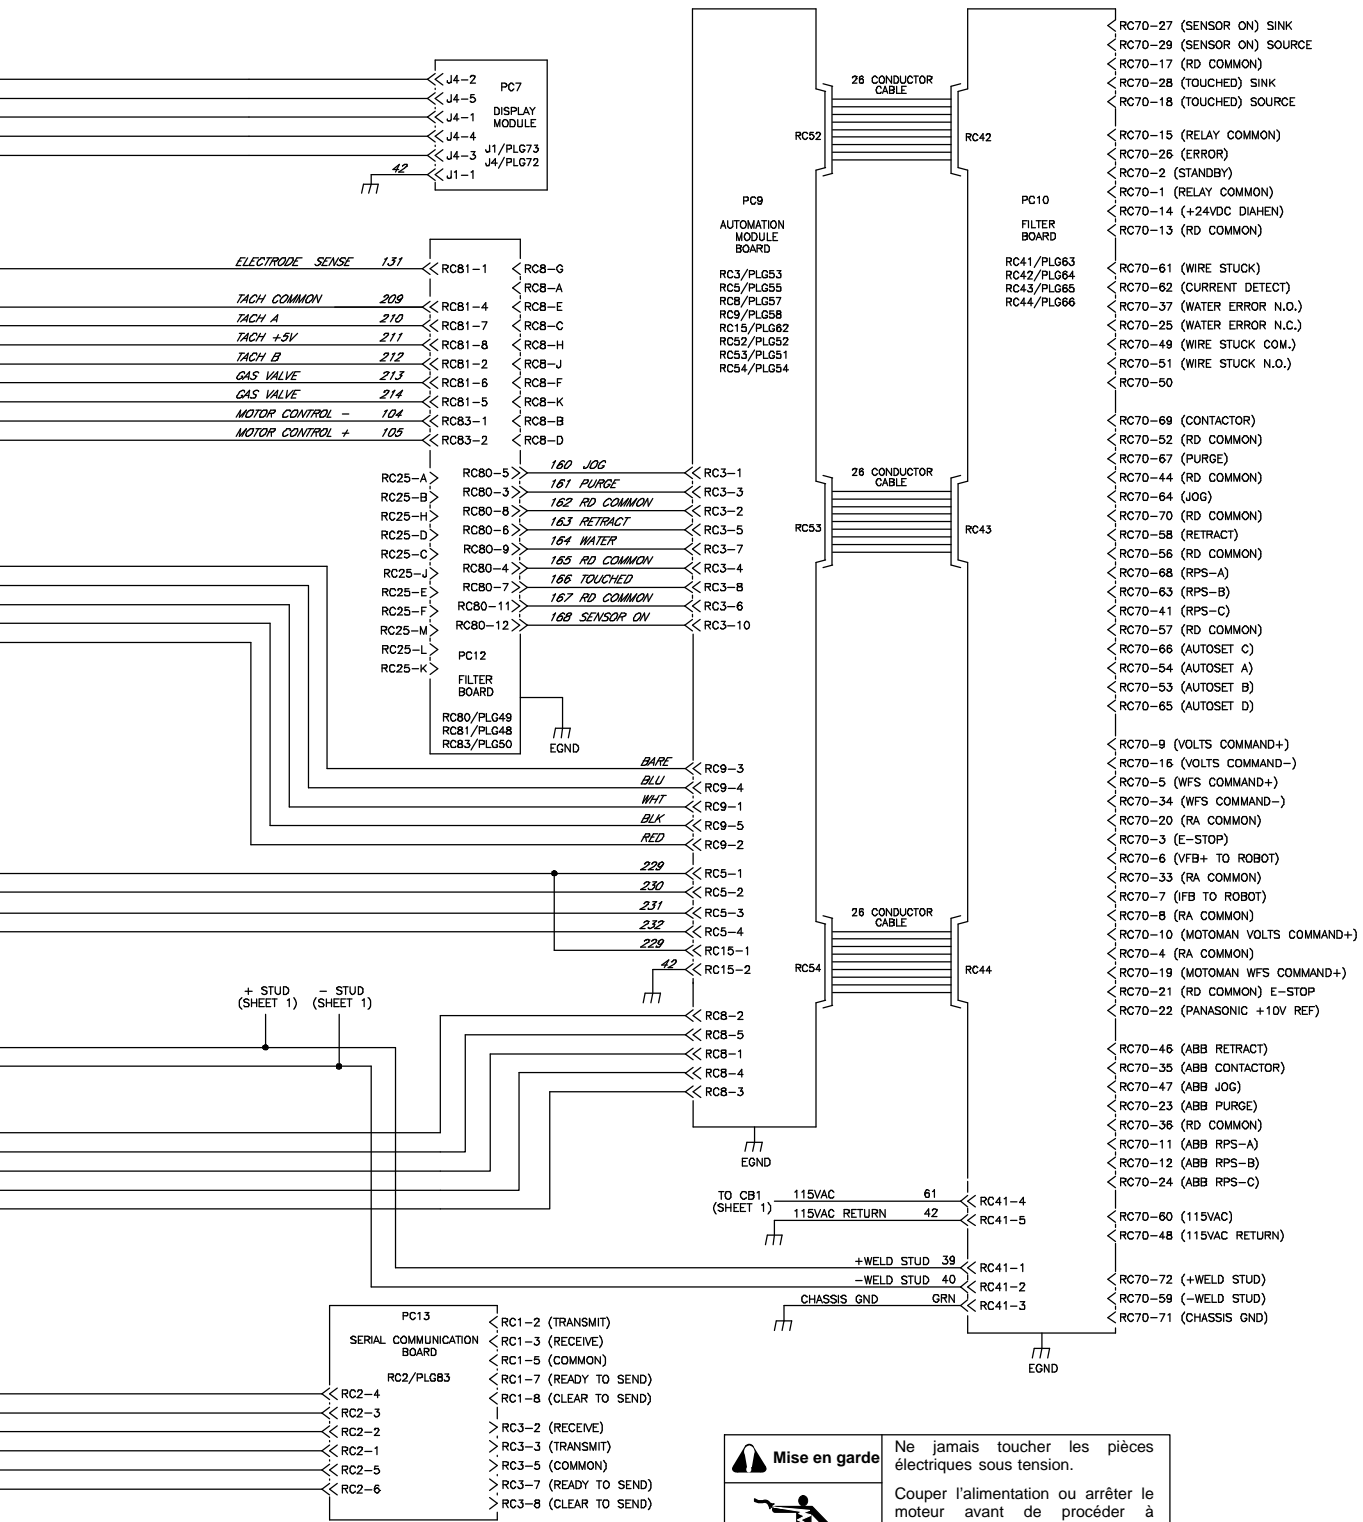 J4-2
J4-5
J4-1
J4-4
J4-3
42
J1-1
PC7
DISPLAY
MODULE
J1/PLG73
J4/PLG72
ELECTRODE SENSE 131
RC81-1
TACH COMMON 209
RC81-4
TACH A 210
RC81-7
TACH +5V 211
RC81-8
TACH B 212
RC81-2
GAS VALVE 213
RC81-6
GAS VALVE 214
RC81-5
MOTOR CONTROL - 104
RC83-1
MOTOR CONTROL + 105
RC83-2
RC8-G
RC8-A
RC8-E
RC8-C
RC8-H
RC8-J
RC8-F
RC8-K
RC8-B
RC8-D
RC25-A
RC25-B
RC25-H
RC25-D
RC25-C
RC25-J
RC25-E
RC25-F
RC25-M
RC25-L
RC25-K
RC80-5 160 JOG RC3-1
RC80-3 161 PURGE RC3-3
RC80-8 162 RD COMMON RC3-2
RC80-6 163 RETRACT RC3-5
RC80-9 164 WATER RC3-7
RC80-4 165 RD COMMON RC3-4
RC80-7 166 TOUCHED RC3-8
RC80-11 167 RD COMMON RC3-6
RC80-12 168 SENSOR ON RC3-10
PC12
FILTER
BOARD
RC80/PLG49
RC81/PLG48
RC83/PLG50
EGND
BARE RC9-3
BLU RC9-4
WHT RC9-1
BLK RC9-5
RED RC9-2
229 RC5-1
230 RC5-2
231 RC5-3
232 RC5-4
229 RC15-1
42 RC15-2
RC8-2
RC8-5
RC8-1
RC8-4
RC8-3
+ STUD
(SHEET 1)
- STUD
(SHEET 1)
PC9
AUTOMATION
MODULE
BOARD
RC3/PLG53
RC5/PLG55
RC8/PLG57
RC9/PLG58
RC15/PLG62
RC52/PLG52
RC53/PLG51
RC54/PLG54
EGND
26 CONDUCTOR
CABLE
RC52
RC42
26 CONDUCTOR
CABLE
RC53
RC43
26 CONDUCTOR
CABLE
RC54
RC44
PC10
FILTER
BOARD
RC41/PLG63
RC42/PLG64
RC43/PLG65
RC44/PLG66
TO CB1
(SHEET 1)
115VAC 61 RC41-4
115VAC RETURN 42 RC41-5
+WELD STUD 39 RC41-1
-WELD STUD 40 RC41-2
CHASSIS GND GRN RC41-3
EGND
RC70-27 (SENSOR ON) SINK
RC70-29 (SENSOR ON) SOURCE
RC70-17 (RD COMMON)
RC70-28 (TOUCHED) SINK
RC70-18 (TOUCHED) SOURCE
RC70-15 (RELAY COMMON)
RC70-26 (ERROR)
RC70-2 (STANDBY)
RC70-1 (RELAY COMMON)
RC70-14 (+24VDC DIAHEN)
RC70-13 (RD COMMON)
RC70-61 (WIRE STUCK)
RC70-62 (CURRENT DETECT)
RC70-37 (WATER ERROR N.O.)
RC70-25 (WATER ERROR N.C.)
RC70-49 (WIRE STUCK COM.)
RC70-51 (WIRE STUCK N.O.)
RC70-50
RC70-69 (CONTACTOR)
RC70-52 (RD COMMON)
RC70-67 (PURGE)
RC70-44 (RD COMMON)
RC70-64 (JOG)
RC70-70 (RD COMMON)
RC70-58 (RETRACT)
RC70-56 (RD COMMON)
RC70-68 (RPS-A)
RC70-63 (RPS-B)
RC70-41 (RPS-C)
RC70-57 (RD COMMON)
RC70-66 (AUTOSET C)
RC70-54 (AUTOSET A)
RC70-53 (AUTOSET B)
RC70-65 (AUTOSET D)
RC70-9 (VOLTS COMMAND+)
RC70-16 (VOLTS COMMAND-)
RC70-5 (WFS COMMAND+)
RC70-34 (WFS COMMAND-)
RC70-20 (RA COMMON)
RC70-3 (E-STOP)
RC70-6 (VFB+ TO ROBOT)
RC70-33 (RA COMMON)
RC70-7 (IFB TO ROBOT)
RC70-8 (RA COMMON)
RC70-10 (MOTOMAN VOLTS COMMAND+)
RC70-4 (RA COMMON)
RC70-19 (MOTOMAN WFS COMMAND+)
RC70-21 (RD COMMON) E-STOP
RC70-22 (PANASONIC +10V REF)
RC70-46 (ABB RETRACT)
RC70-35 (ABB CONTACTOR)
RC70-47 (ABB JOG)
RC70-23 (ABB PURGE)
RC70-36 (RD COMMON)
RC70-11 (ABB RPS-A)
RC70-12 (ABB RPS-B)
RC70-24 (ABB RPS-C)
RC70-60 (115VAC)
RC70-48 (115VAC RETURN)
RC70-72 (+WELD STUD)
RC70-59 (-WELD STUD)
RC70-71 (CHASSIS GND)
PC13
SERIAL COMMUNICATION
BOARD
RC2/PLG83
RC2-4
RC2-3
RC2-2
RC2-1
RC2-5
RC2-6
RC1-2 (TRANSMIT)
RC1-3 (RECEIVE)
RC1-5 (COMMON)
RC1-7 (READY TO SEND)
RC1-8 (CLEAR TO SEND)
RC3-2 (RECEIVE)
RC3-3 (TRANSMIT)
RC3-5 (COMMON)
RC3-7 (READY TO SEND)
RC3-8 (CLEAR TO SEND)
Mise en garde
Ne jamais toucher les pièces
électriques sous tension.
Couper l'alimentation ou arrêter le
moteur avant de procéder à